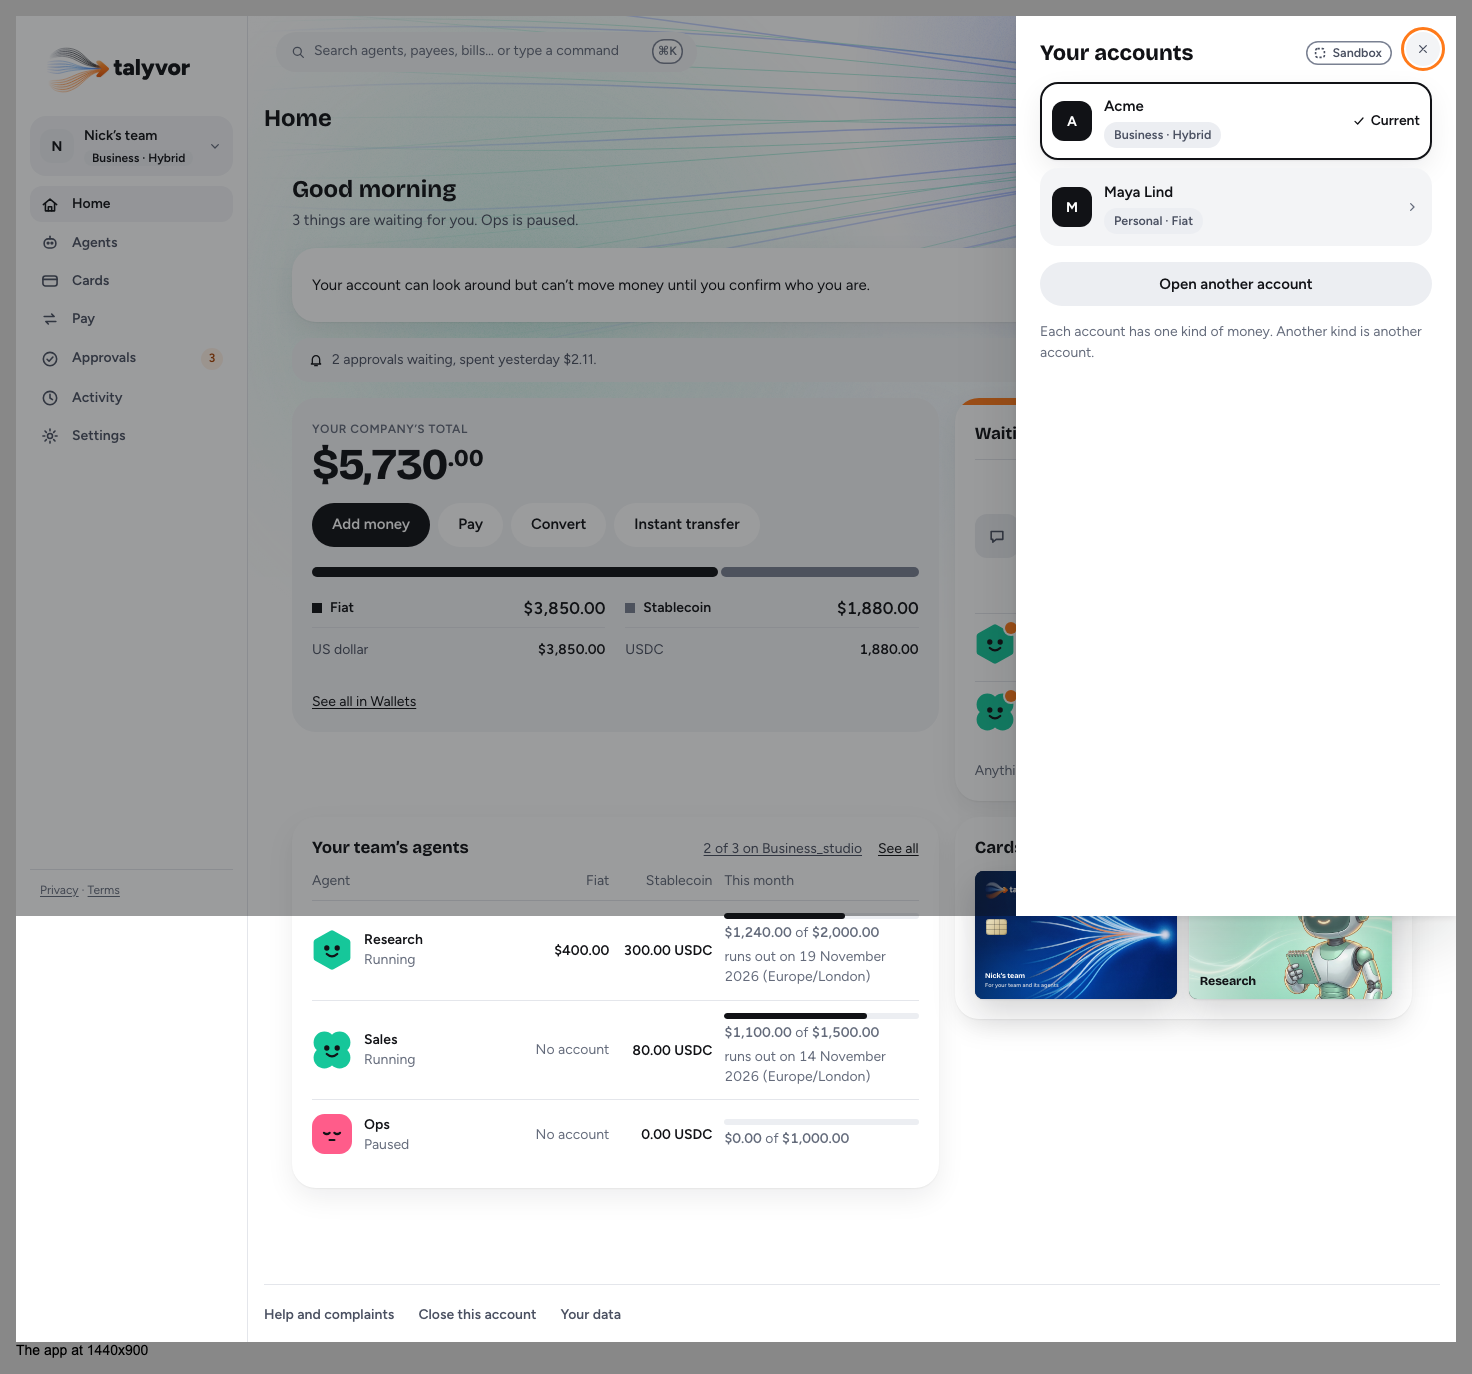 talyvor
Search agents, payees, bills... or type a command
⌘K
Nick's team
N
Business · Hybrid
Home
Agents
Cards
Pay
Approvals
3
Activity
Settings
Privacy · Terms
Home
Good morning
3 things are waiting for you. Ops is paused.
Your account can look around but can't move money until you confirm who you are.
2 approvals waiting, spent yesterday $2.11.
YOUR COMPANY'S TOTAL
$5,730.00
Add money
Pay
Convert
Instant transfer
Fiat
$3,850.00
Stablecoin
$1,880.00
US dollar
$3,850.00
USDC
1,880.00
See all in Wallets
Waiti
Anythi
Your team's agents
2 of 3 on Business_studio
See all
Agent
Fiat
Stablecoin
This month
Research
Running
$400.00
300.00 USDC
$1,240.00 of $2,000.00
runs out on 19 November
2026 (Europe/London)
Sales
Running
No account
80.00 USDC
$1,100.00 of $1,500.00
runs out on 14 November
2026 (Europe/London)
Ops
Paused
No account
0.00 USDC
$0.00 of $1,000.00
Cards
ta
Nick's team
For your team and its agents
Research
Your accounts
Sandbox
A
Acme
Business · Hybrid
Current
M
Maya Lind
Personal · Fiat
Open another account
Each account has one kind of money. Another kind is another
account.
Help and complaints
Close this account
Your data
The app at 1440x900